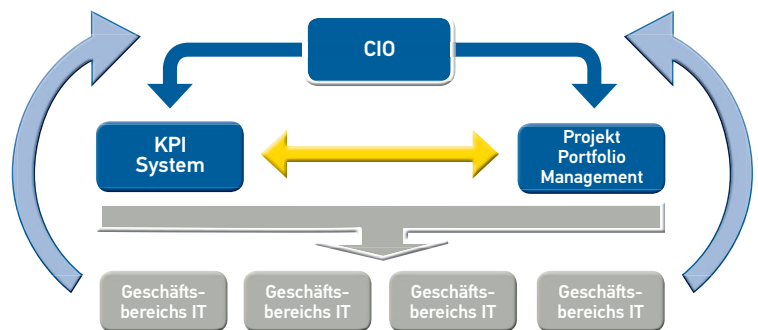 CIO
KPI
System
Projekt
Portfolio
Management
Geschäfts-
bereichs IT
Geschäfts-
bereichs IT
Geschäfts-
bereichs IT
Geschäfts-
bereichs IT